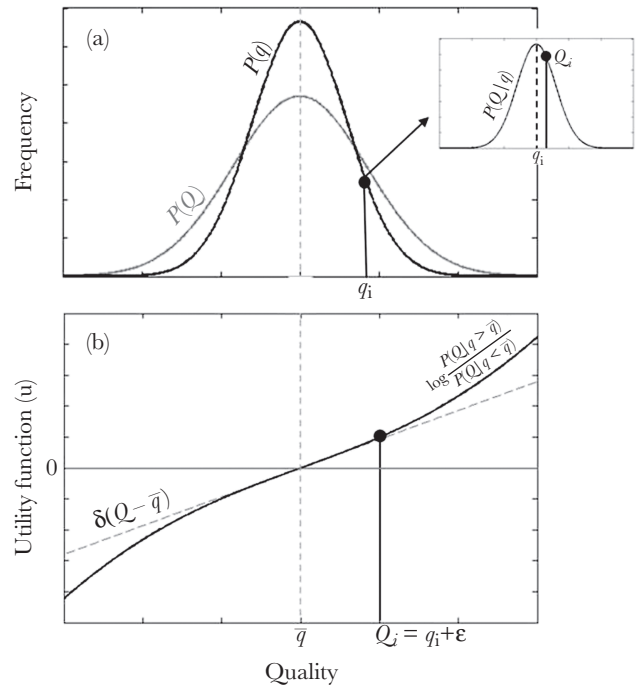 (a)
P(q)
P(Q)
Frequency
q_i
P(Q|q)
Q_i
q_i
(b)
log P(Q|q > q̄) / P(Q|q < q̄)
Utility function (u)
0
δ(Q – q̄)
q̄
Q_i = q_i+ε
Quality